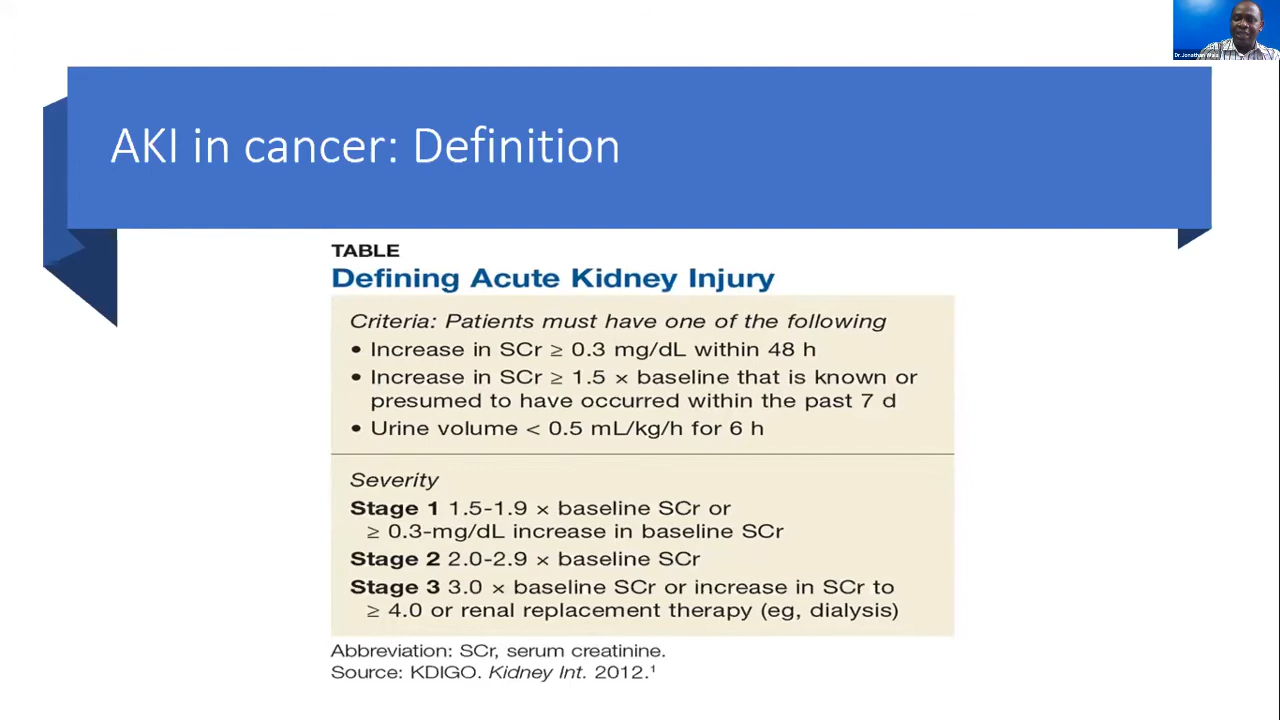 Dr.Jonathan
AKI in cancer: Definition
TABLE
Defining Acute Kidney Injury
Criteria: Patients must have one of the following
• Increase in SCr ≥ 0.3 mg/dL within 48 h
• Increase in SCr ≥ 1.5 × baseline that is known or
presumed to have occurred within the past 7 d
• Urine volume < 0.5 mL/kg/h for 6 h
Severity
Stage 1 1.5-1.9 × baseline SCr or
≥ 0.3-mg/dL increase in baseline SCr
Stage 2 2.0-2.9 × baseline SCr
Stage 3 3.0 × baseline SCr or increase in SCr to
≥ 4.0 or renal replacement therapy (eg, dialysis)
Abbreviation: SCr, serum creatinine.
Source: KDIGO. Kidney Int. 2012.¹